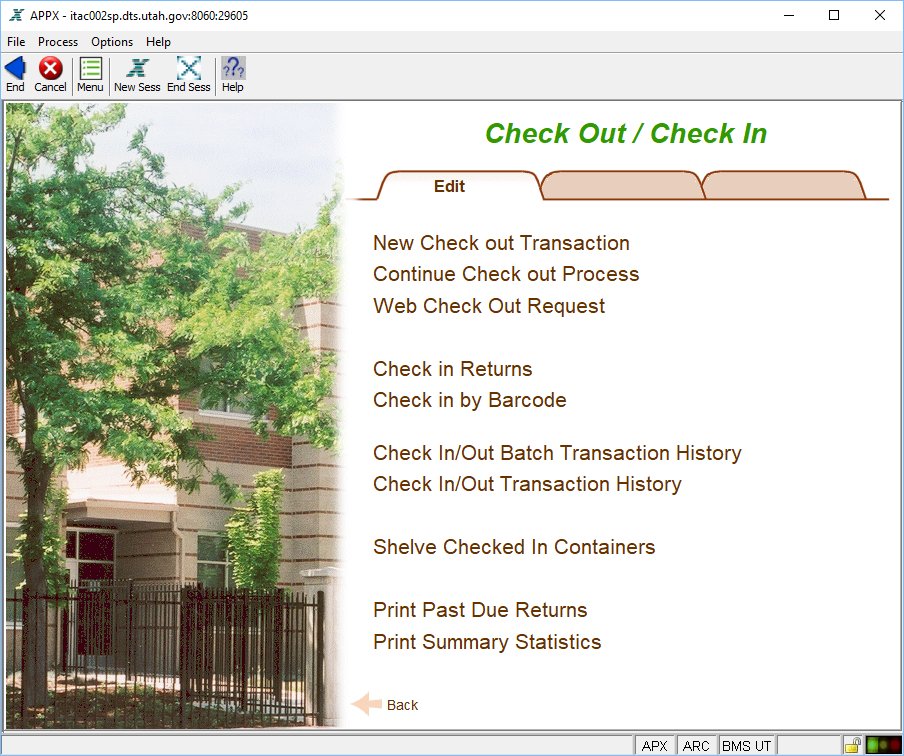 APPX - itac002sp.dts.utah.gov:8060:29605
File Process Options Help
End Cancel Menu New Sess End Sess Help
Check Out / Check In
Edit
New Check out Transaction
Continue Check out Process
Web Check Out Request
Check in Returns
Check in by Barcode
Check In/Out Batch Transaction History
Check In/Out Transaction History
Shelve Checked In Containers
Print Past Due Returns
Print Summary Statistics
Back
APX ARC BMS UT